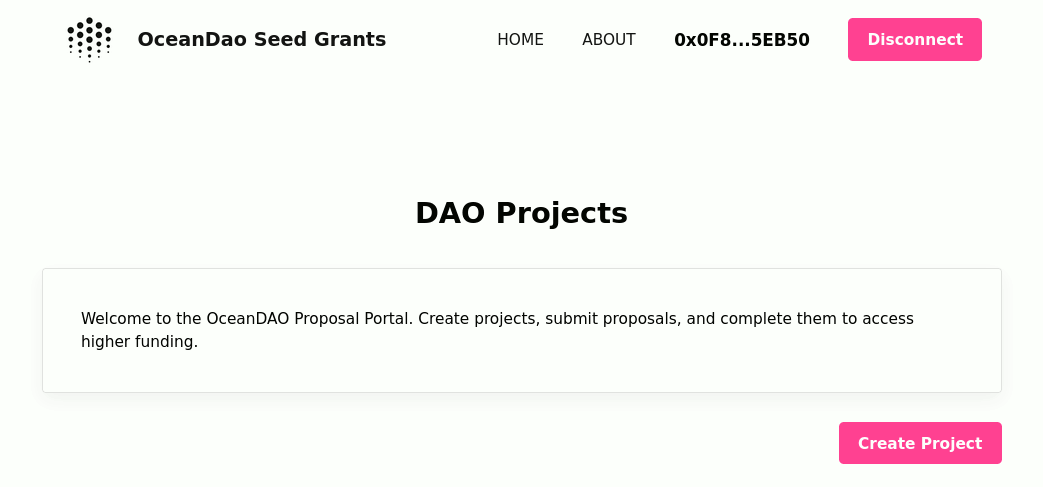 OceanDao Seed Grants
HOME
ABOUT
0x0F8...5EB50
Disconnect
DAO Projects
Welcome to the OceanDAO Proposal Portal. Create projects, submit proposals, and complete them to access
higher funding.
Create Project